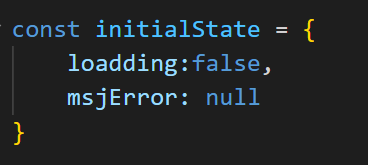 const initialState = {
loadding:false,
msjError: null
}